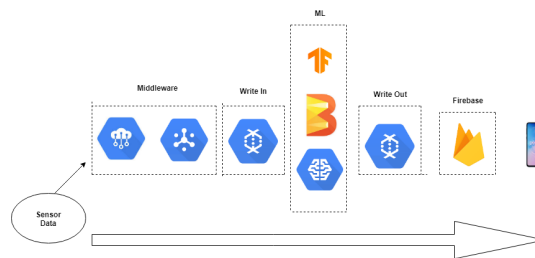 ML
Middleware
Write In
Write Out
Firebase
Sensor
Data